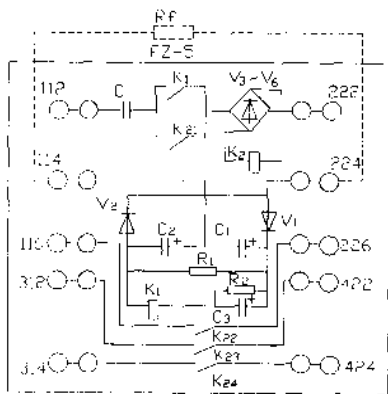 Rf
FZ-S
112 C K1 V3~V6 222
K2
114 K2 224
V2 V1
116 C2 + C1 + 226
R1
312 R2 422
K1 +
C3
K22
314 K23 424
K24